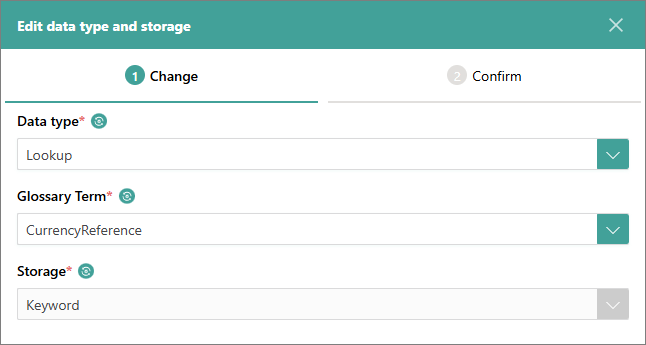 Edit data type and storage
1 Change
2 Confirm
Data type*
Lookup
Glossary Term*
CurrencyReference
Storage*
Keyword